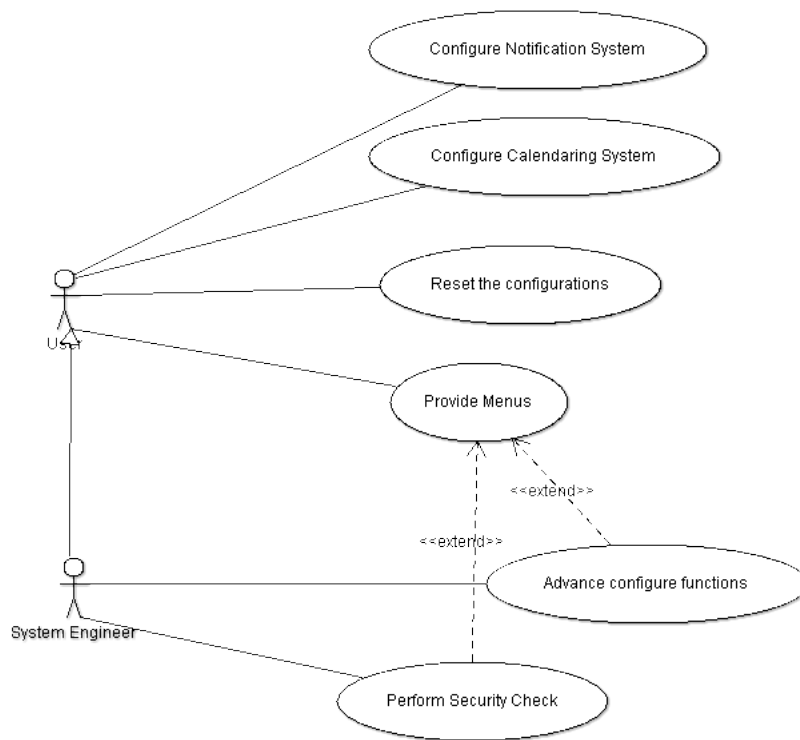 Configure Notification System
Configure Calendaring System
Reset the configurations
User
Provide Menus
<<extend>>
<<extend>>
Advance configure functions
System Engineer
Perform Security Check